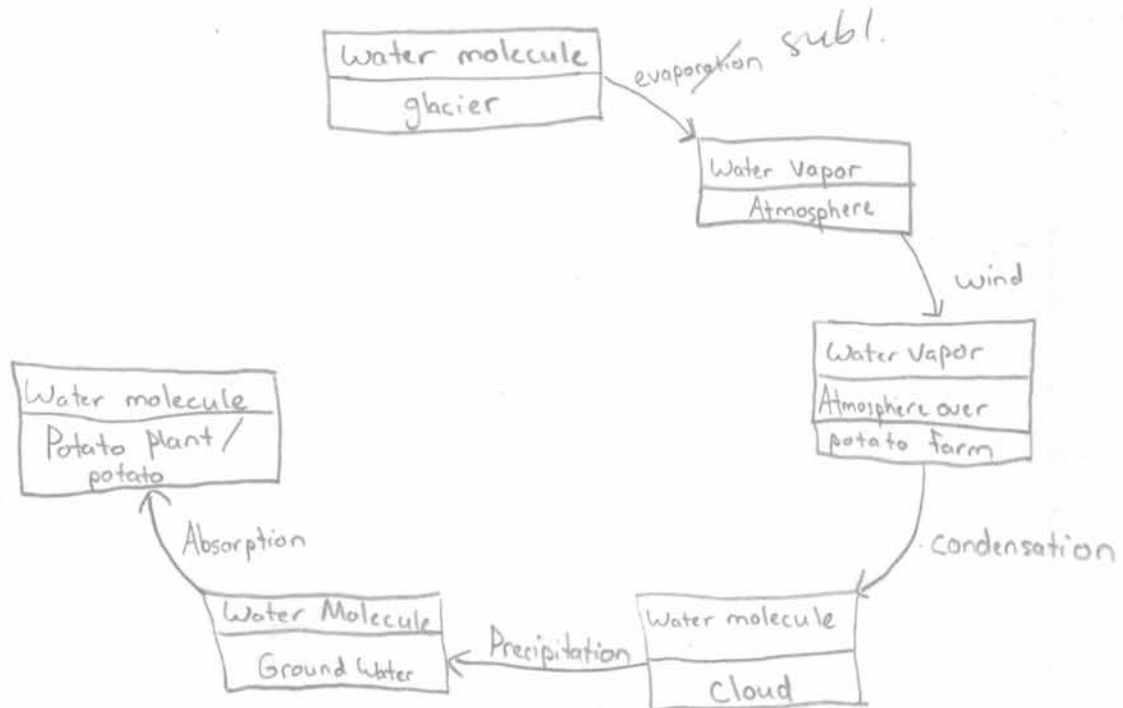 Water molecule
glacier
evaporation
subl.
Water Vapor
Atmosphere
wind
Water vapor
Atmosphere over
potato farm
condensation
Water molecule
Cloud
Precipitation
Water Molecule
Ground Water
Absorption
Water molecule
Potato Plant /
potato